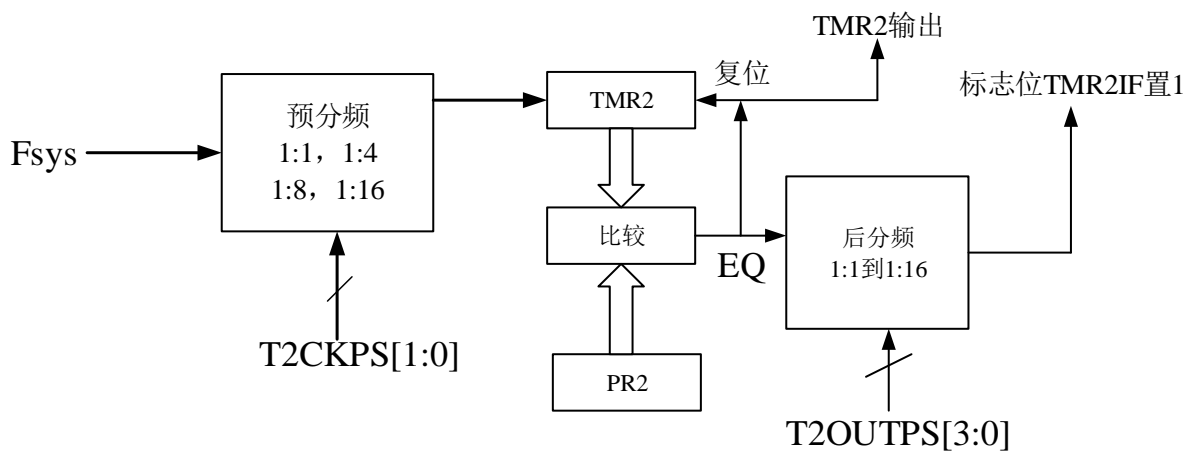 TMR2输出
复位
标志位TMR2IF置1
预分频
1:1，1:4
1:8，1:16
TMR2
Fsys
比较
EQ
后分频
1:1到1:16
T2CKPS[1:0]
PR2
T2OUTPS[3:0]